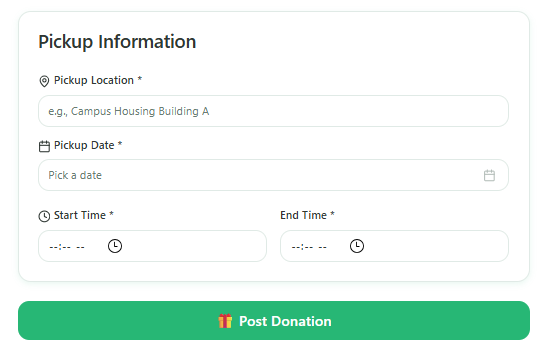 Pickup Information
Pickup Location *
e.g., Campus Housing Building A
Pickup Date *
Pick a date
Start Time * End Time *
--:-- -- --:-- --
Post Donation